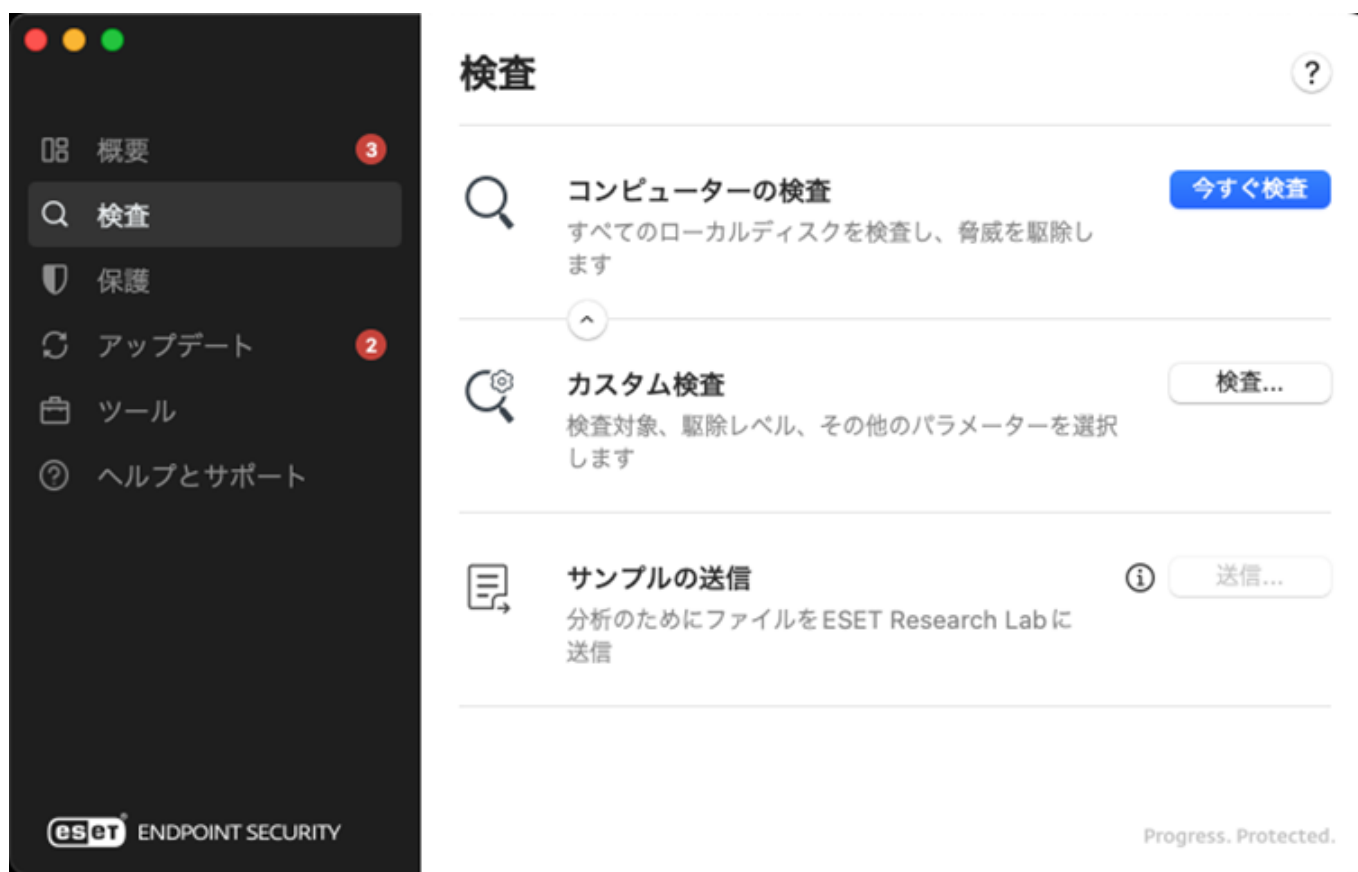 概要 3
検査
保護
アップデート 2
ツール
ヘルプとサポート
eset ENDPOINT SECURITY
検査
?
コンピューターの検査
すべてのローカルディスクを検査し、脅威を駆除し
ます
今すぐ検査
カスタム検査
検査対象、駆除レベル、その他のパラメーターを選択
します
検査...
サンプルの送信
分析のためにファイルをESET Research Labに
送信
送信...
Progress. Protected.